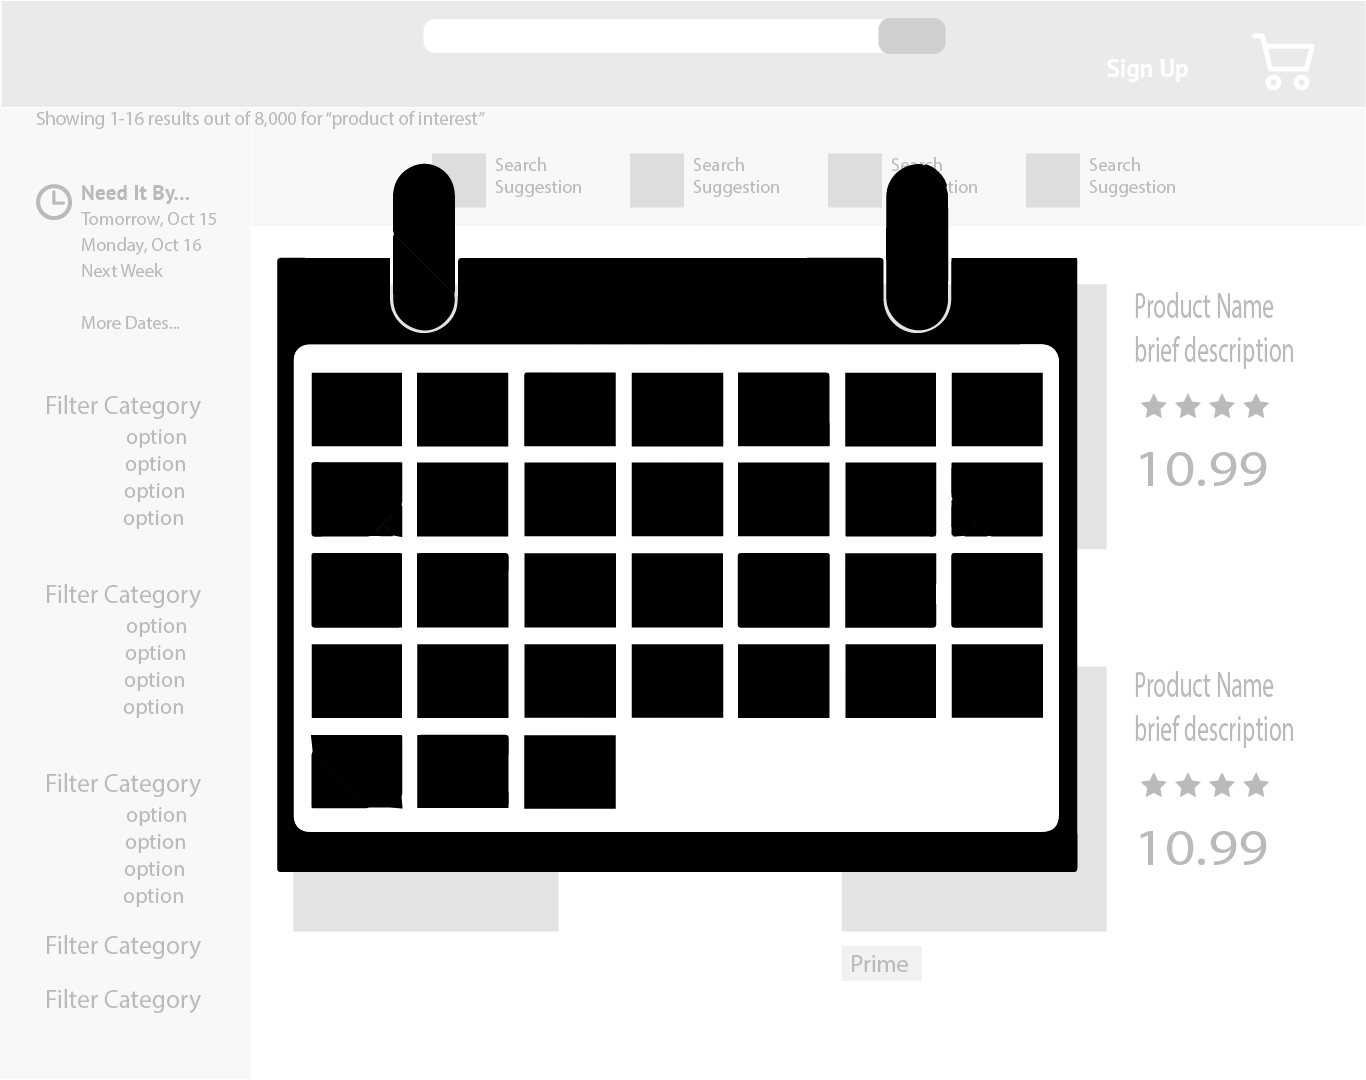 Sign Up
Showing 1-16 results out of 8,000 for “product of interest”
Search
Suggestion
Search
Suggestion
Search
Suggestion
Need It By...
Tomorrow, Oct 15
Monday, Oct 16
Next Week
More Dates...
Filter Category
option
option
option
option
Filter Category
option
option
option
option
Filter Category
option
option
option
option
Filter Category
Filter Category
Product Name
brief description
10.99
Product Name
brief description
10.99
Prime